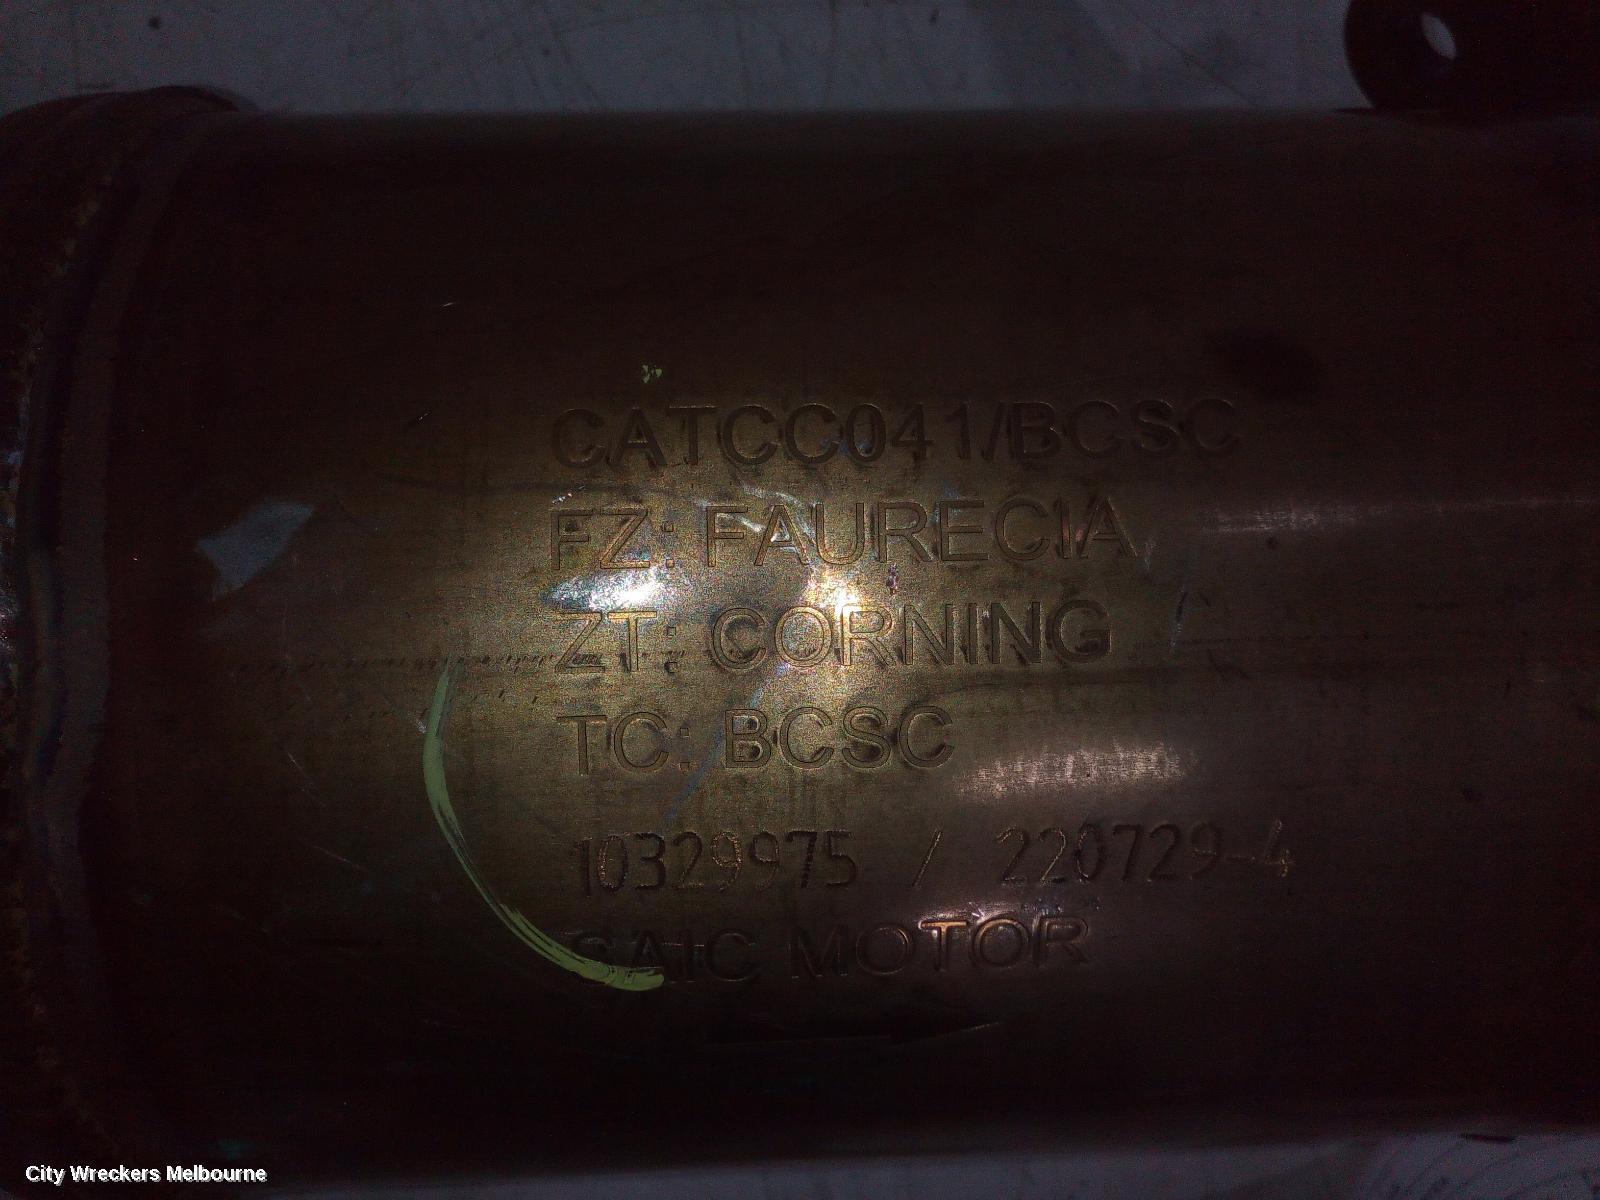 CATCC041/BCSC
FZ: FAURECIA
ZT: CORNING
TC: BCSC
10329975 / 220729-4
SAIC MOTOR
City Wreckers Melbourne